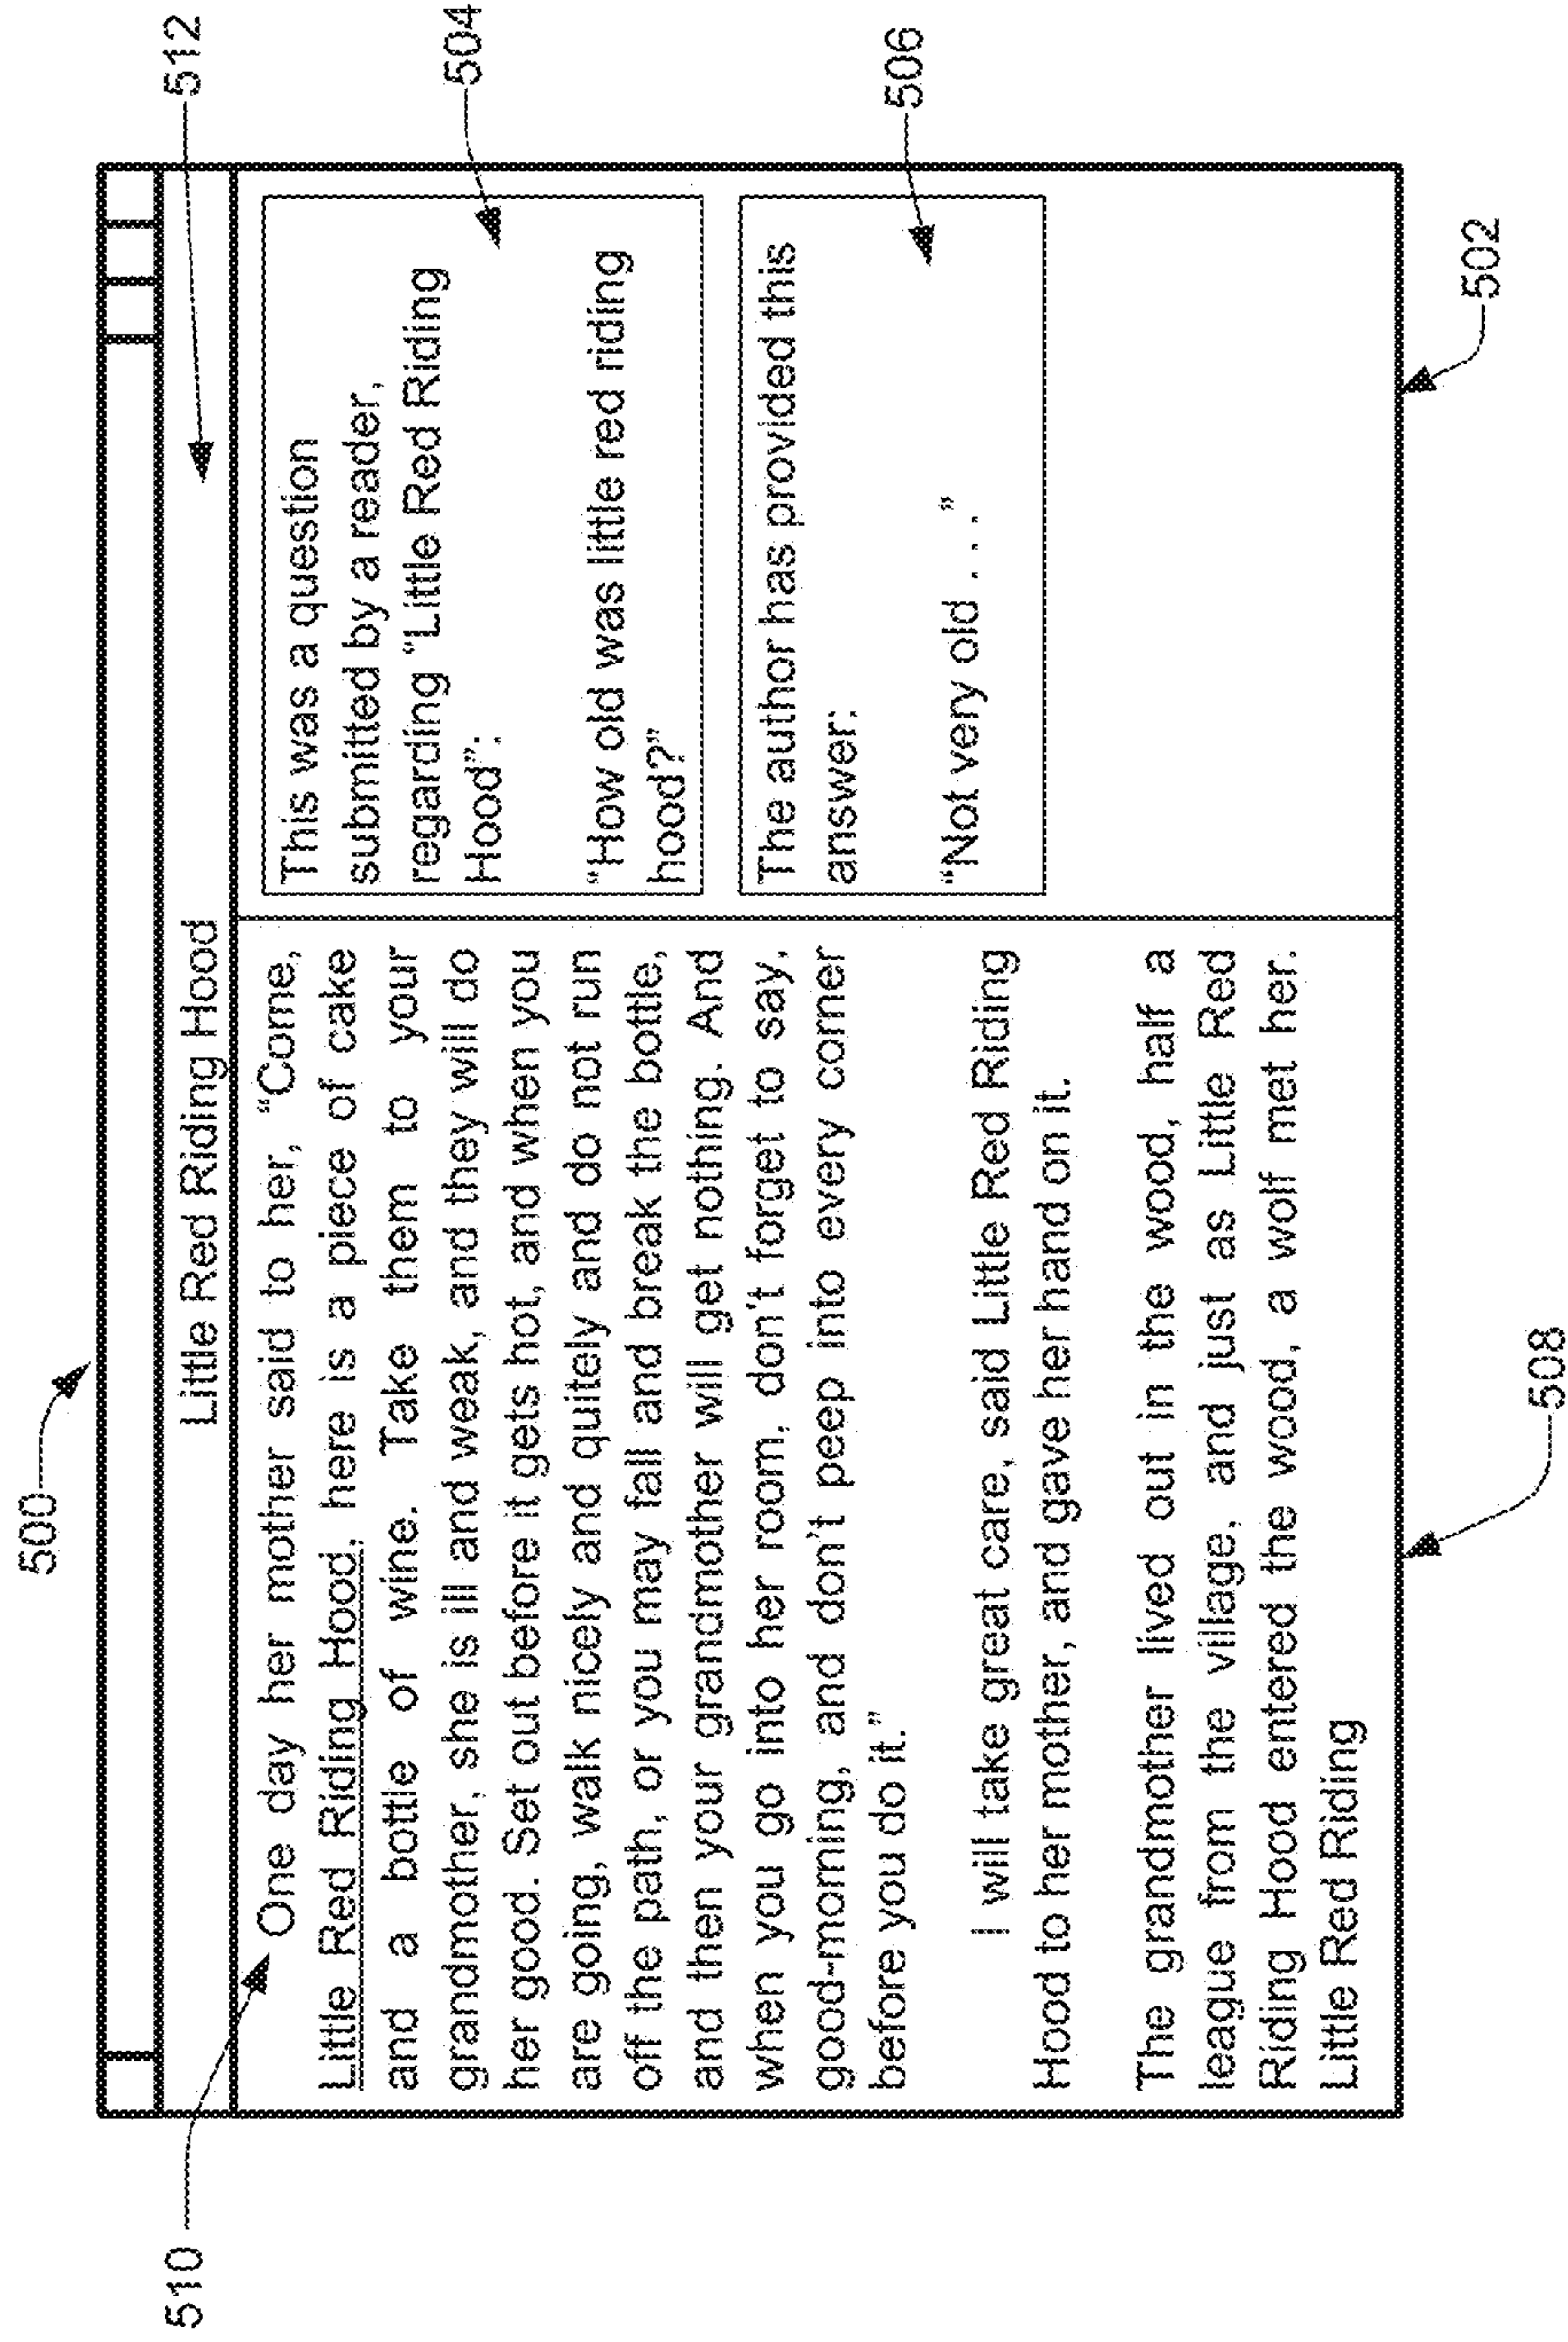 500
512
Little Red Riding Hood
510
One day her mother said to her, “Come,
Little Red Riding Hood, here is a piece of cake
and a bottle of wine. Take them to your
grandmother, she is ill and weak, and they will do
her good. Set out before it gets hot, and when you
are going, walk nicely and quitely and do not run
off the path, or you may fall and break the bottle,
and then your grandmother will get nothing. And
when you go into her room, don't forget to say,
good-morning, and don't peep into every corner
before you do it.”
I will take great care, said Little Red Riding
Hood to her mother, and gave her hand on it.
The grandmother lived out in the wood, half a
league from the village, and just as Little Red
Riding Hood entered the wood, a wolf met her.
Little Red Riding
This was a question
submitted by a reader,
regarding “Little Red Riding
Hood”:
“How old was little red riding
hood?”
504
The author has provided this
answer:
“Not very old . . .”
506
508
502